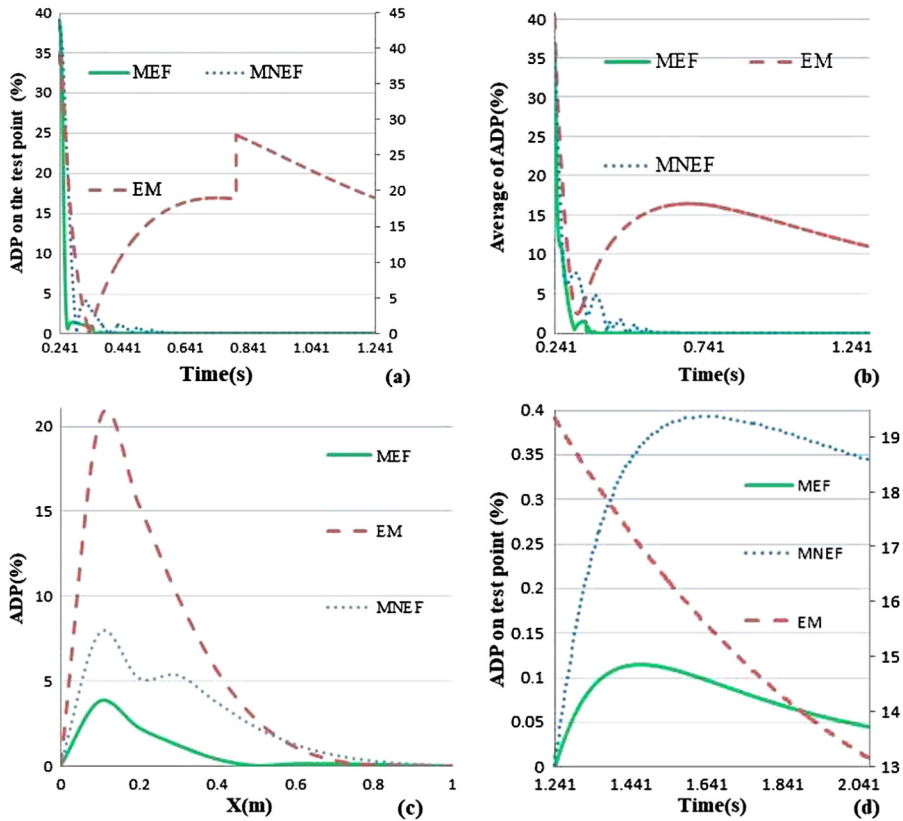 ADP on the test point (%)
40
35
30
25
20
15
10
5
0
45
40
35
30
25
20
15
10
5
0
MEF
MNEF
EM
0.241
0.441
0.641
0.841
1.041
1.241
Time(s)
(a)
Average of ADP(%)
40
35
30
25
20
15
10
5
0
MEF
EM
MNEF
0.241
0.741
1.241
Time(s)
(b)
ADP(%)
20
15
10
5
0
MEF
EM
MNEF
0
0.2
0.4
0.6
0.8
1
X(m)
(c)
ADP on test point (%)
0.4
0.35
0.3
0.25
0.2
0.15
0.1
0.05
0
19
18
17
16
15
14
13
MEF
MNEF
EM
1.241
1.441
1.641
1.841
2.041
Time(s)
(d)